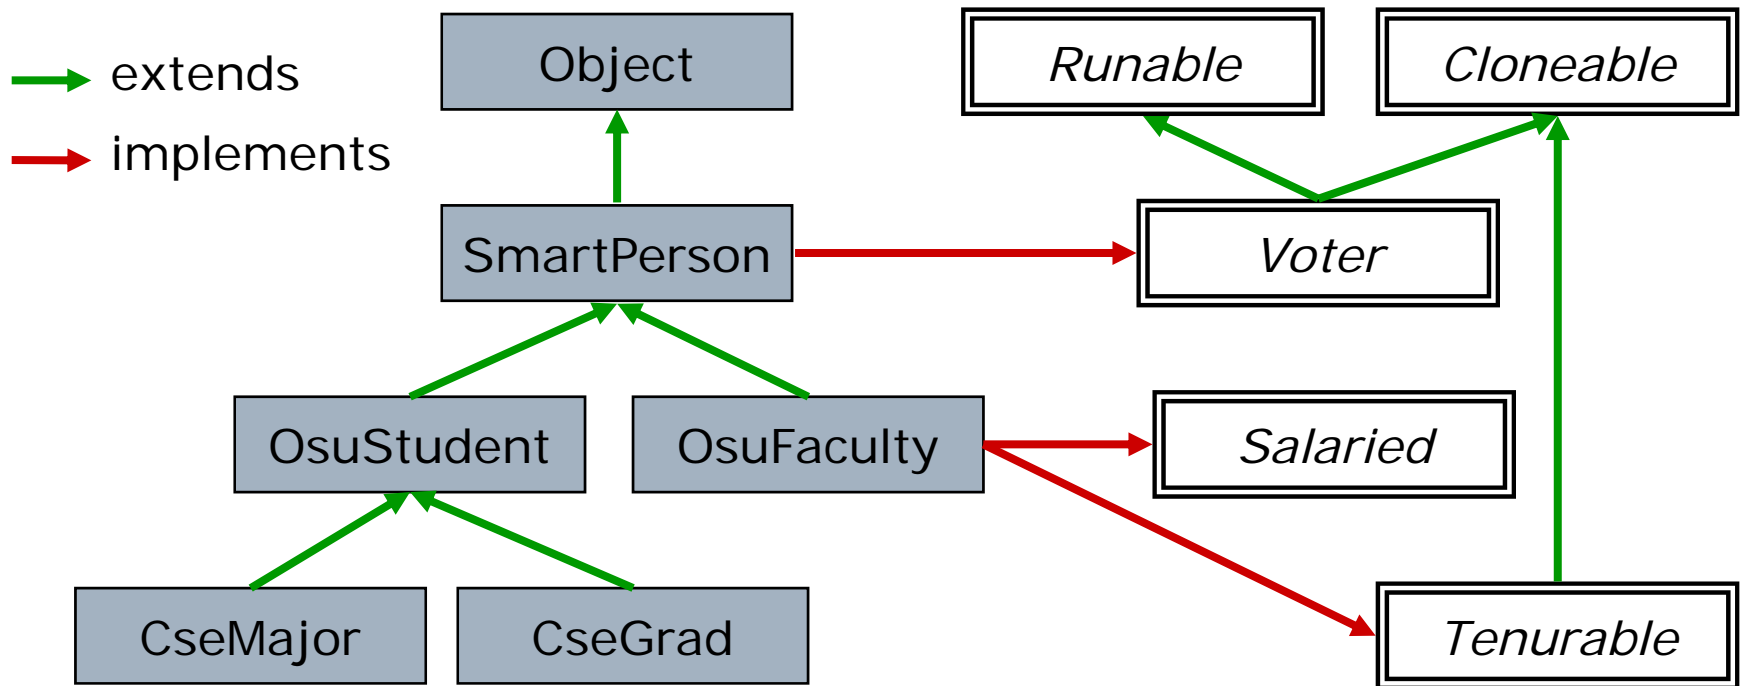 extends
implements
Object
Runable
Cloneable
SmartPerson
Voter
OsuStudent
OsuFaculty
Salaried
CseMajor
CseGrad
Tenurable